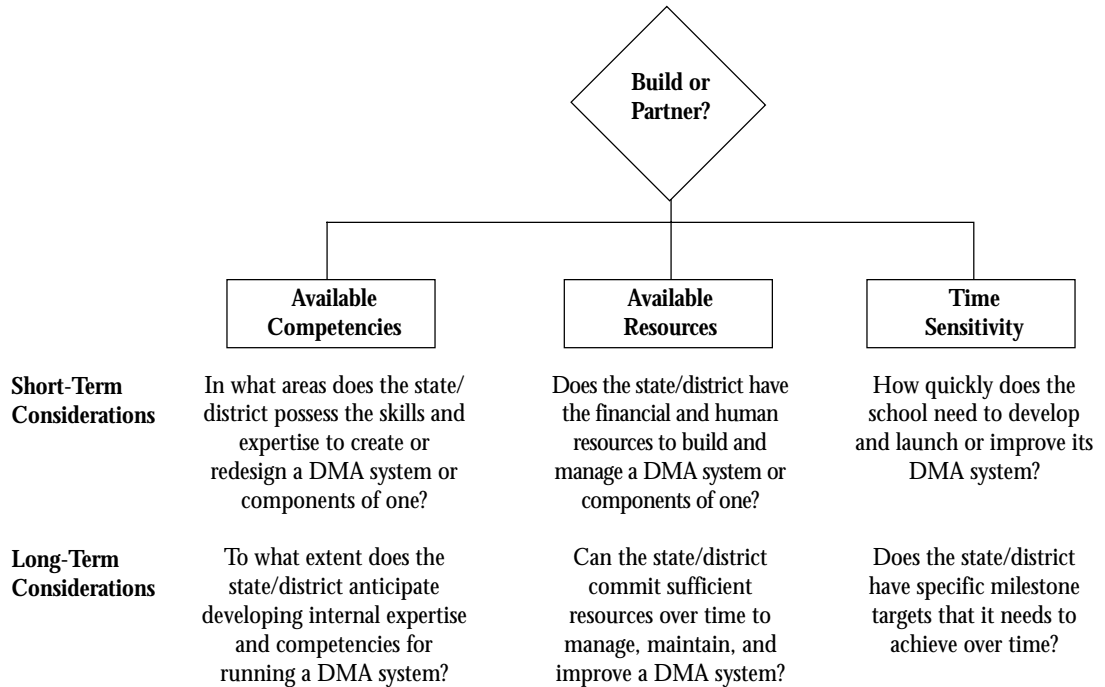 Build or
Partner?
Available
Competencies
Available
Resources
Time
Sensitivity
Short-Term
Considerations
In what areas does the state/
district possess the skills and
expertise to create or
redesign a DMA system or
components of one?
Does the state/district have
the financial and human
resources to build and
manage a DMA system or
components of one?
How quickly does the
school need to develop
and launch or improve its
DMA system?
Long-Term
Considerations
To what extent does the
state/district anticipate
developing internal expertise
and competencies for
running a DMA system?
Can the state/district
commit sufficient
resources over time to
manage, maintain, and
improve a DMA system?
Does the state/district
have specific milestone
targets that it needs to
achieve over time?